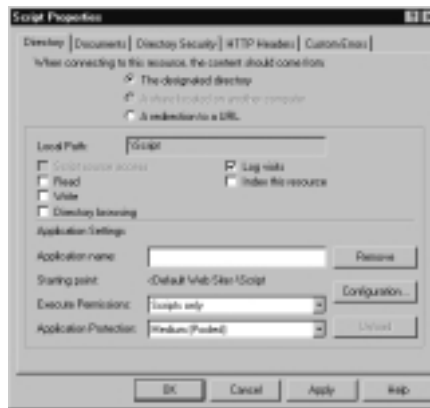 Script Properties
Directory Documents Directory Security HTTP Headers Custom Errors
When connecting to this resource, the content should come from:
The designated directory
A share located on another computer
A redirection to a URL
Local Path: \Script
Script source access Log visits
Read Index this resource
Write
Directory browsing
Application Settings
Application name: Remove
Starting point: <Default Web Site>\Script
Execute Permissions: Scripts only Configuration...
Application Protection: Medium (Pooled) Unload
OK Cancel Apply Help